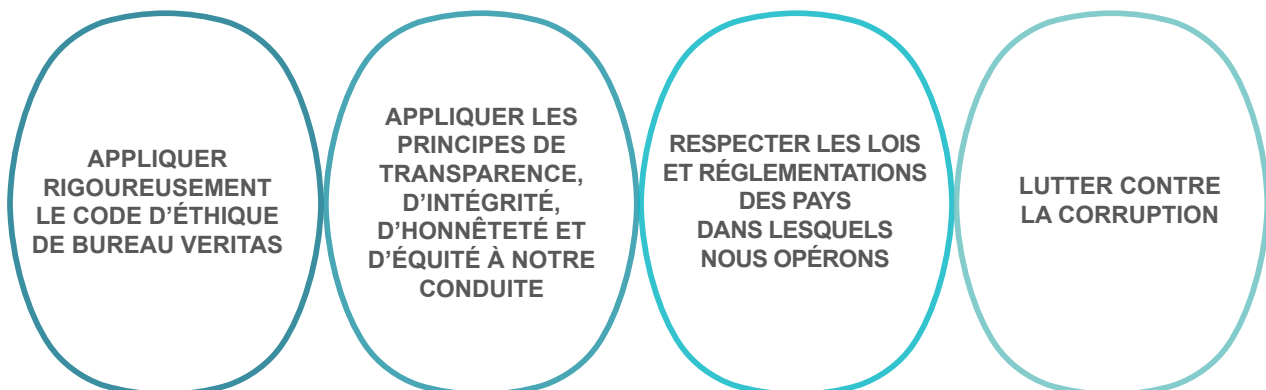 APPLIQUER
RIGOUREUSEMENT
LE CODE D’ÉTHIQUE
DE BUREAU VERITAS
APPLIQUER LES
PRINCIPES DE
TRANSPARENCE,
D’INTÉGRITÉ,
D’HONNÊTETÉ ET
D’ÉQUITÉ À NOTRE
CONDUITE
RESPECTER LES LOIS
ET RÉGLEMENTATIONS
DES PAYS
DANS LESQUELS
NOUS OPÉRONS
LUTTER CONTRE
LA CORRUPTION